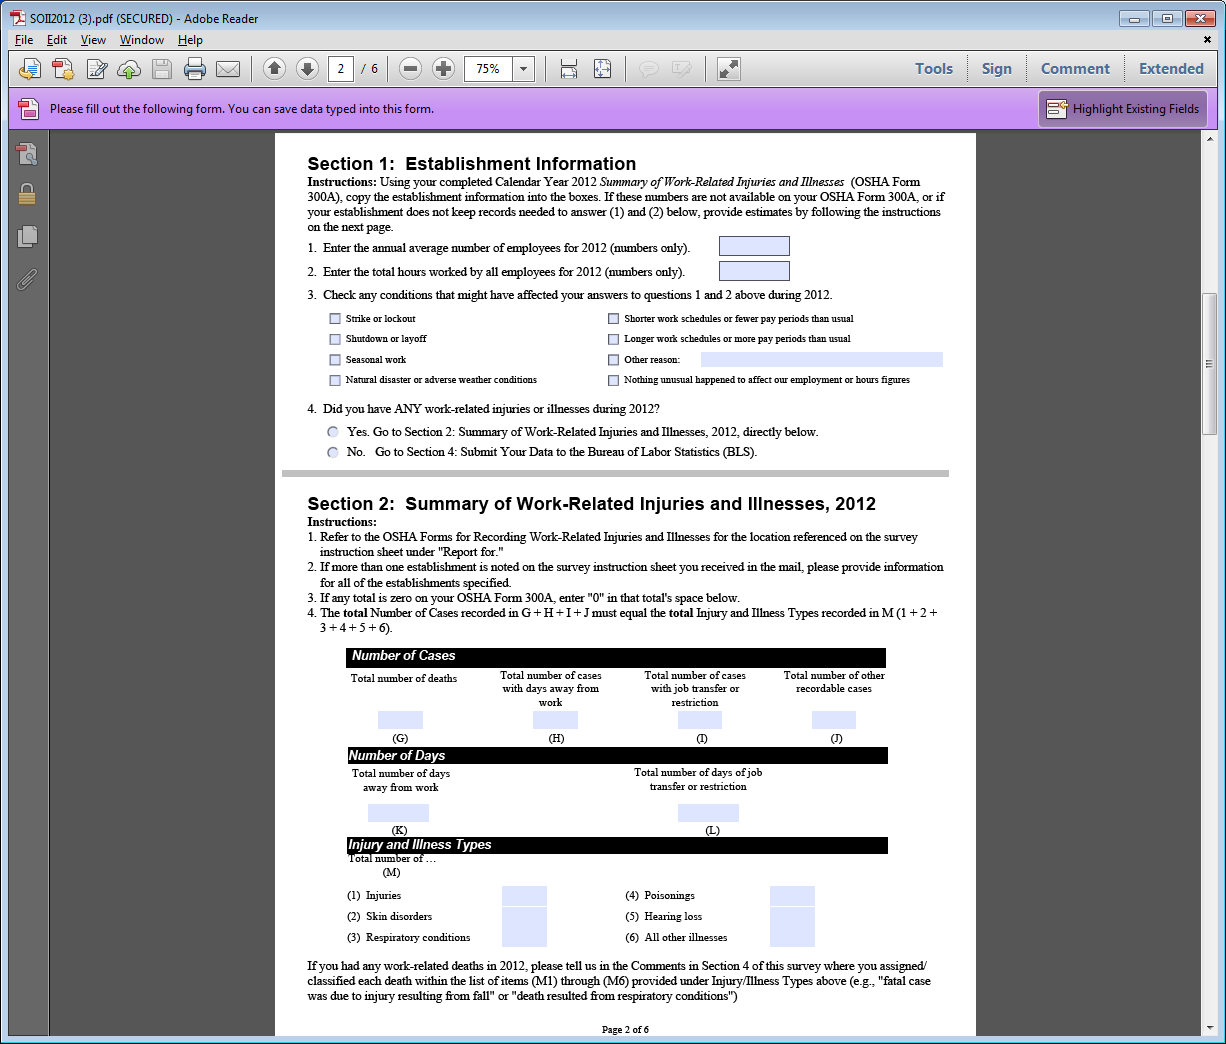 SOII2012 (3).pdf (SECURED) - Adobe Reader
File Edit View Window Help
2 / 6 75% Tools Sign Comment Extended
Please fill out the following form. You can save data typed into this form. Highlight Existing Fields
Section 1: Establishment Information
Instructions: Using your completed Calendar Year 2012 Summary of Work-Related Injuries and Illnesses (OSHA Form
300A), copy the establishment information into the boxes. If these numbers are not available on your OSHA Form 300A, or if
your establishment does not keep records needed to answer (1) and (2) below, provide estimates by following the instructions
on the next page.
1. Enter the annual average number of employees for 2012 (numbers only).
2. Enter the total hours worked by all employees for 2012 (numbers only).
3. Check any conditions that might have affected your answers to questions 1 and 2 above during 2012.
Strike or lockout Shorter work schedules or fewer pay periods than usual
Shutdown or layoff Longer work schedules or more pay periods than usual
Seasonal work Other reason:
Natural disaster or adverse weather conditions Nothing unusual happened to affect our employment or hours figures
4. Did you have ANY work-related injuries or illnesses during 2012?
Yes. Go to Section 2: Summary of Work-Related Injuries and Illnesses, 2012, directly below.
No. Go to Section 4: Submit Your Data to the Bureau of Labor Statistics (BLS).
Section 2: Summary of Work-Related Injuries and Illnesses, 2012
Instructions:
1. Refer to the OSHA Forms for Recording Work-Related Injuries and Illnesses for the location referenced on the survey
instruction sheet under "Report for."
2. If more than one establishment is noted on the survey instruction sheet you received in the mail, please provide information
for all of the establishments specified.
3. If any total is zero on your OSHA Form 300A, enter "0" in that total's space below.
4. The total Number of Cases recorded in G + H + I + J must equal the total Injury and Illness Types recorded in M (1 + 2 +
3 + 4 + 5 + 6).
Number of Cases
Total number of deaths Total number of cases Total number of cases Total number of other
with days away from with job transfer or recordable cases
work restriction
(G) (H) (I) (J)
Number of Days
Total number of days Total number of days of job
away from work transfer or restriction
(K) (L)
Injury and Illness Types
Total number of ...
(M)
(1) Injuries (4) Poisonings
(2) Skin disorders (5) Hearing loss
(3) Respiratory conditions (6) All other illnesses
If you had any work-related deaths in 2012, please tell us in the Comments in Section 4 of this survey where you assigned/
classified each death within the list of items (M1) through (M6) provided under Injury/Illness Types above (e.g., "fatal case
was due to injury resulting from fall" or "death resulted from respiratory conditions")
Page 2 of 6